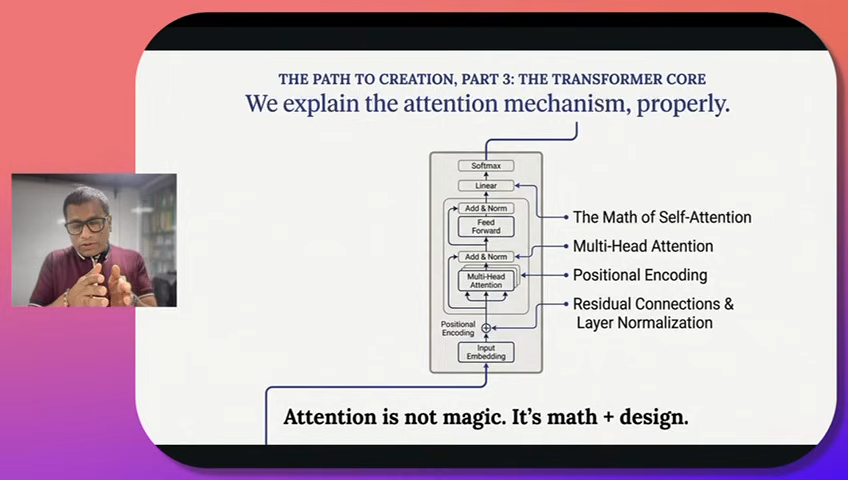 THE PATH TO CREATION, PART 3: THE TRANSFORMER CORE
We explain the attention mechanism, properly.
Softmax
Linear
Add & Norm
Feed
Forward
Add & Norm
Multi-Head
Attention
Positional
Encoding
Input
Embedding
The Math of Self-Attention
Multi-Head Attention
Positional Encoding
Residual Connections &
Layer Normalization
Attention is not magic. It's math + design.